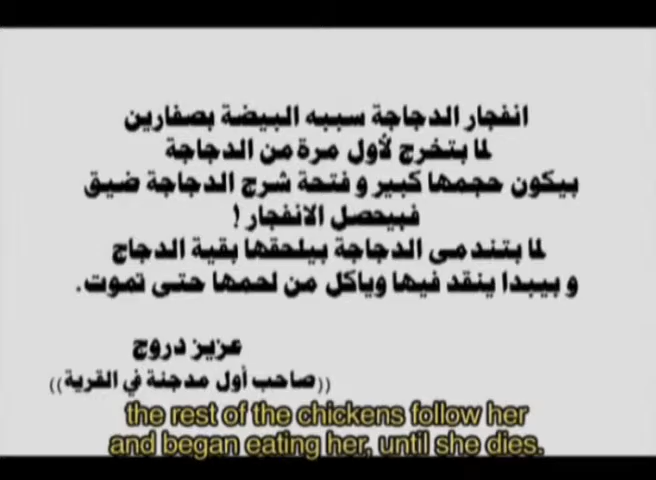 انفجار الدجاجة سببه البيضة بصفارين
لما بتخرج لأول مرة من الدجاجة
بيكون حجمها كبير و فتحة شرج الدجاجة ضيق
فبيحصل الانفجار !
لما بتندمى الدجاجة بيلحقها بقية الدجاج
و بيبدا ينقد فيها وياكل من لحمها حتى تموت.
عزيز دروج
((صاحب أول مدجنة في القرية))
the rest of the chickens follow her
and began eating her, until she dies.